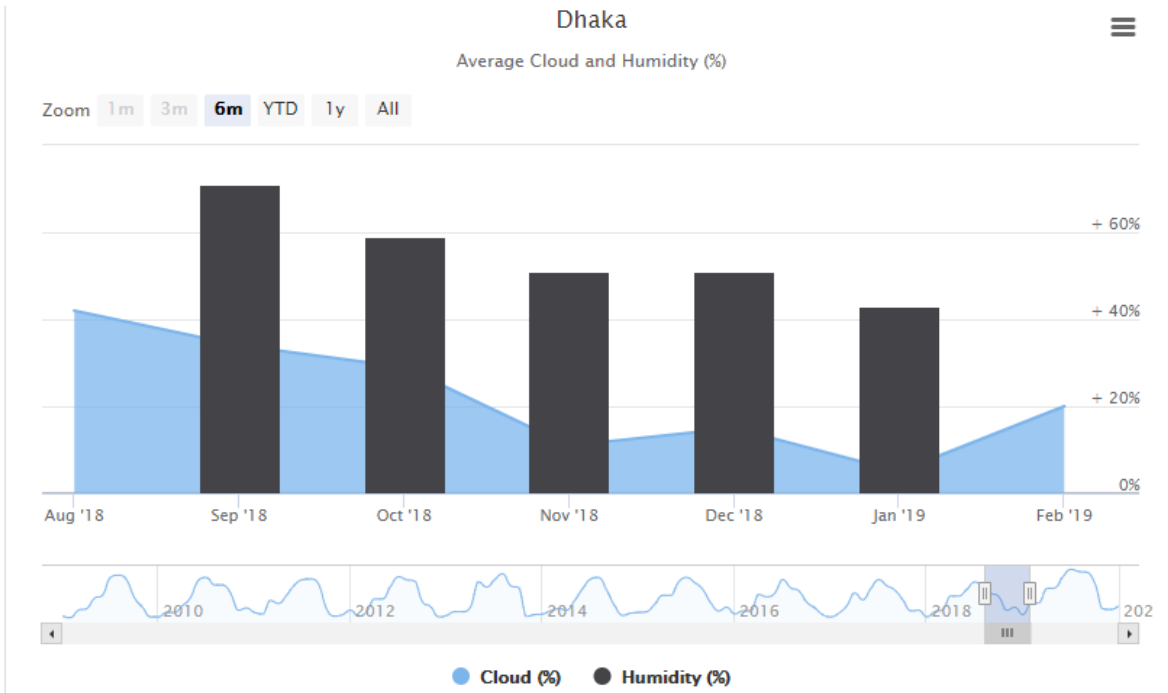 Dhaka
Average Cloud and Humidity (%)
Zoom 1m 3m 6m YTD 1y All
+ 60%
+ 40%
+ 20%
0%
Aug '18 Sep '18 Oct '18 Nov '18 Dec '18 Jan '19 Feb '19
2010 2012 2014 2016 2018 202
Cloud (%) Humidity (%)